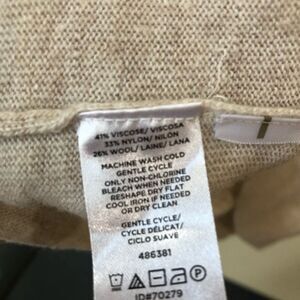 41% VISCOSE/ VISCOSA
33% NYLON/ NILON
26% WOOL/ LAINE/ LANA
MACHINE WASH COLD
GENTLE CYCLE
ONLY NON-CHLORINE
BLEACH WHEN NEEDED
RESHAPE DRY FLAT
COOL IRON IF NEEDED
OR DRY CLEAN.
GENTLE CYCLE/
CYCLE DÉLICAT/
CICLO SUAVE
486381
ID#70279